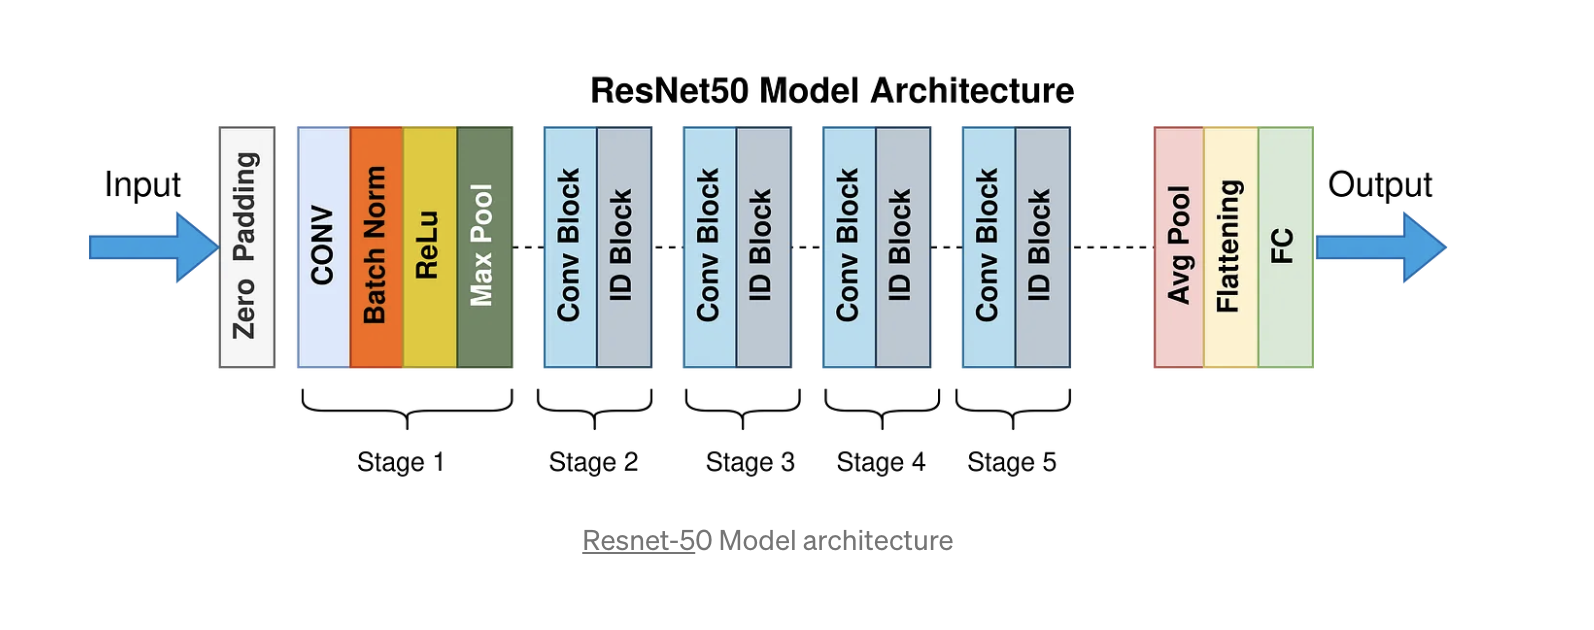 ResNet50 Model Architecture
Input
Zero Padding
CONV
Batch Norm
ReLu
Max Pool
Conv Block
ID Block
Conv Block
ID Block
Conv Block
ID Block
Conv Block
ID Block
Avg Pool
Flattening
FC
Output
Stage 1
Stage 2
Stage 3
Stage 4
Stage 5
Resnet-50 Model architecture